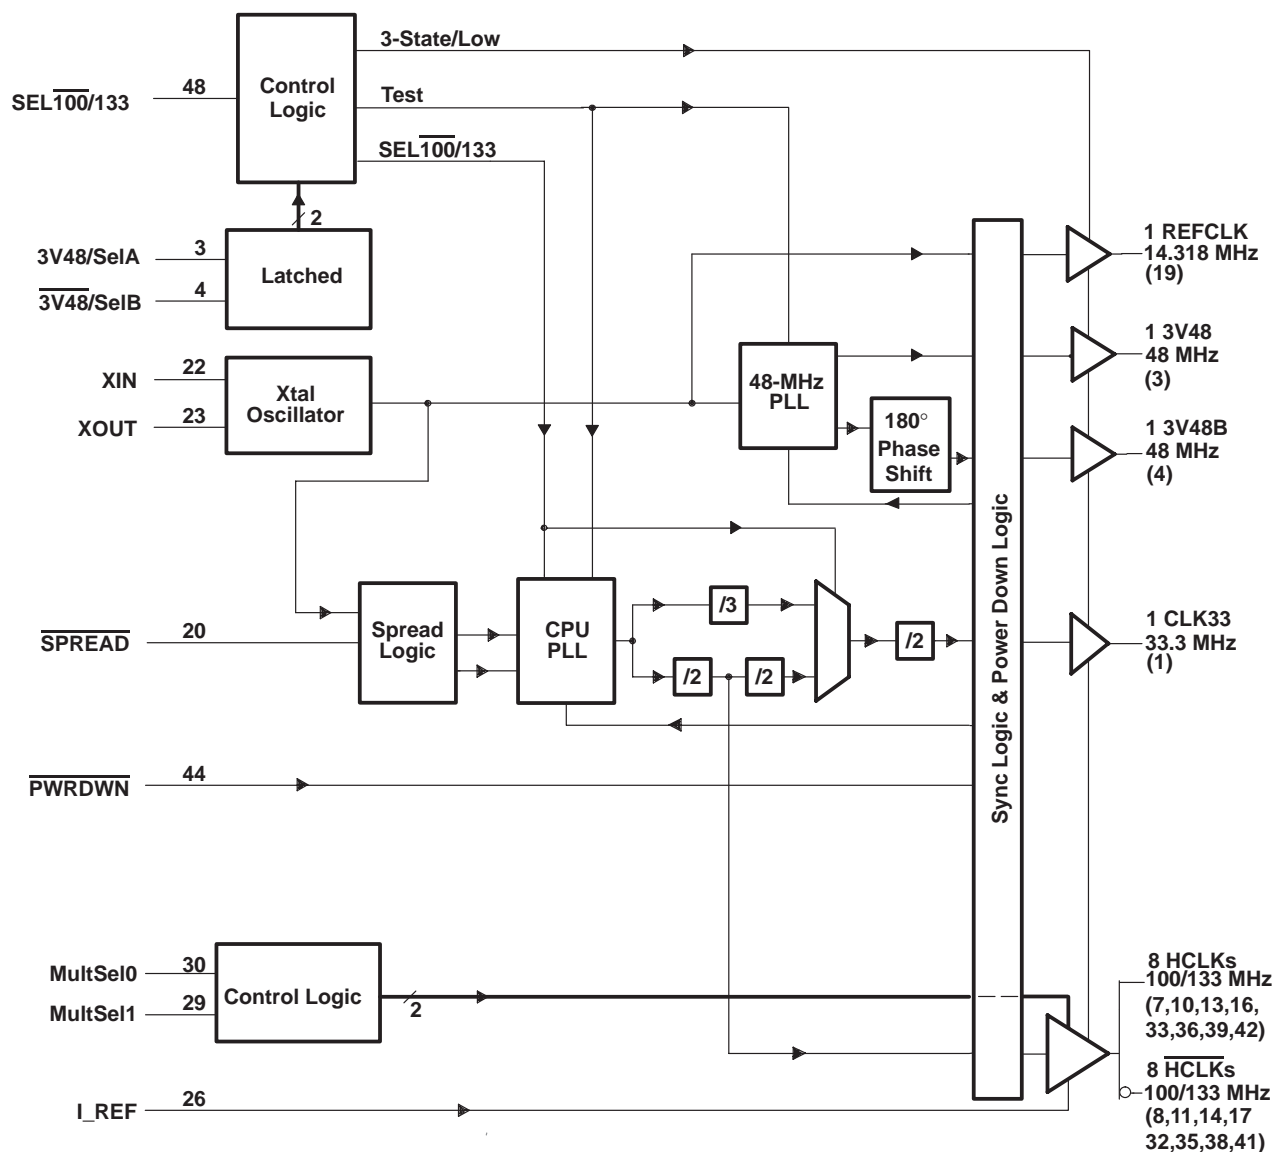 3-State/Low
Control
Logic
48
SEL100/133
Test
SEL100/133
2
3V48/SelA
3
3V48/SelB
4
Latched
1 REFCLK
14.318 MHz
(19)
1 3V48
48 MHz
(3)
XIN
22
XOUT
23
Xtal
Oscillator
48-MHz
PLL
180°
Phase
Shift
1 3V48B
48 MHz
(4)
Sync Logic & Power Down Logic
SPREAD
20
Spread
Logic
CPU
PLL
/3
/2
/2
/2
1 CLK33
33.3 MHz
(1)
PWRDWN
44
MultSel0
30
MultSel1
29
Control Logic
2
8 HCLKs
100/133 MHz
(7,10,13,16,
33,36,39,42)
I_REF
26
8 HCLKs
100/133 MHz
(8,11,14,17
32,35,38,41)